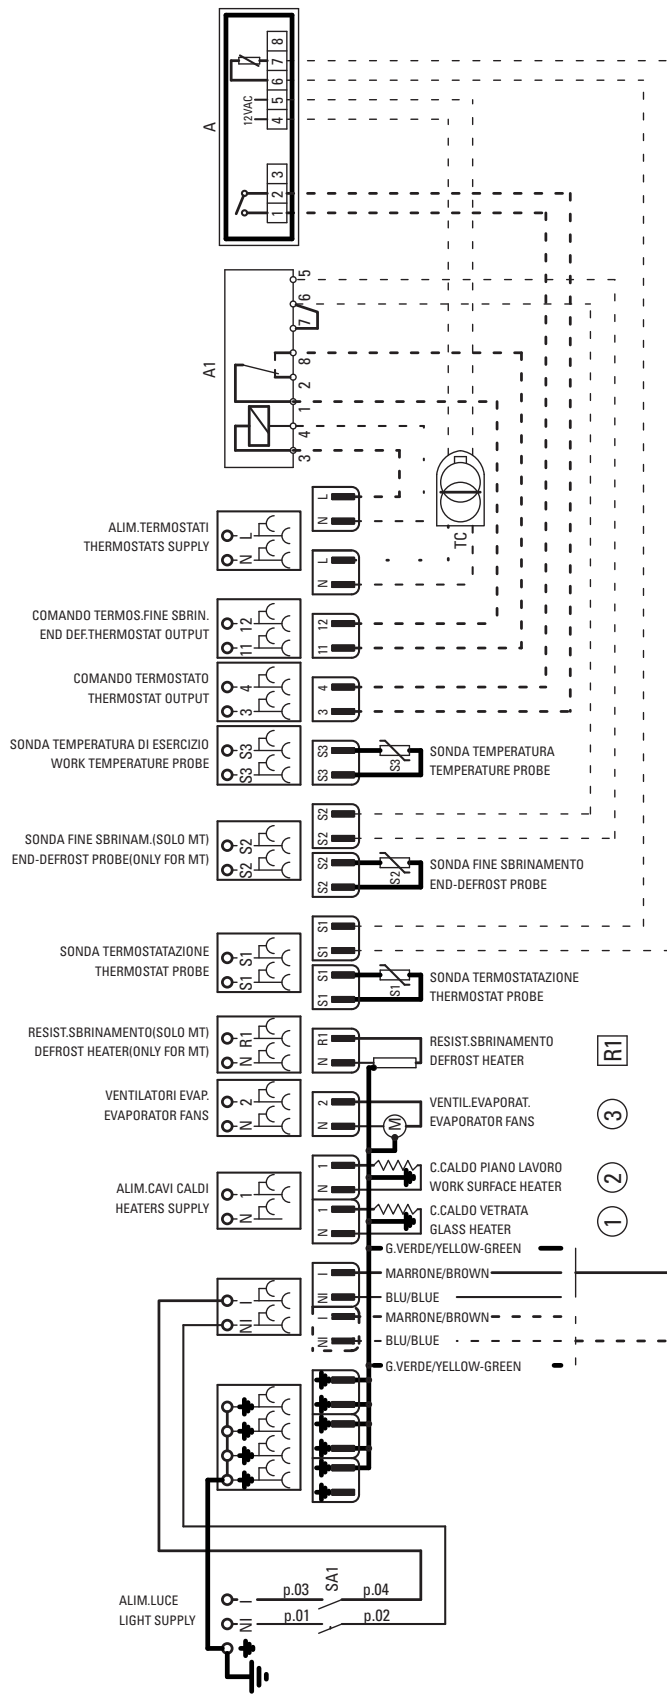 A
8
7
6
5
4
12VAC
3
2
1
A1
5
6
7
8
2
1
4
3
ALIM.TERMOSTATI
THERMOSTATS SUPPLY
L
N
L
N
L
N
TC
COMANDO TERMOS.FINE SBRIN.
END DEF.THERMOSTAT OUTPUT
12
11
12
11
COMANDO TERMOSTATO
THERMOSTAT OUTPUT
4
3
4
3
SONDA TEMPERATURA DI ESERCIZIO
WORK TEMPERATURE PROBE
S3
S3
S3
S3
S3
SONDA TEMPERATURA
TEMPERATURE PROBE
SONDA FINE SBRINAM.(SOLO MT)
END-DEFROST PROBE(ONLY FOR MT)
S2
S2
S2
S2
S2
S2
S2
SONDA FINE SBRINAMENTO
END-DEFROST PROBE
SONDA TERMOSTATAZIONE
THERMOSTAT PROBE
S1
S1
S1
S1
S1
S1
S1
SONDA TERMOSTATAZIONE
THERMOSTAT PROBE
RESIST.SBRINAMENTO(SOLO MT)
DEFROST HEATER(ONLY FOR MT)
R1
N
R1
N
RESIST.SBRINAMENTO
DEFROST HEATER
R1
VENTILATORI EVAP.
EVAPORATOR FANS
2
N
2
N
M
VENTIL.EVAPORAT.
EVAPORATOR FANS
3
ALIM.CAVI CALDI
HEATERS SUPPLY
1
N
1
N
C.CALDO PIANO LAVORO
WORK SURFACE HEATER
2
1
N
C.CALDO VETRATA
GLASS HEATER
1
G.VERDE/YELLOW-GREEN
I
NI
I
NI
MARRONE/BROWN
BLU/BLUE
I
NI
MARRONE/BROWN
BLU/BLUE
G.VERDE/YELLOW-GREEN
ALIM.LUCE
LIGHT SUPPLY
I
NI
p.03
SA1
p.04
p.01
p.02